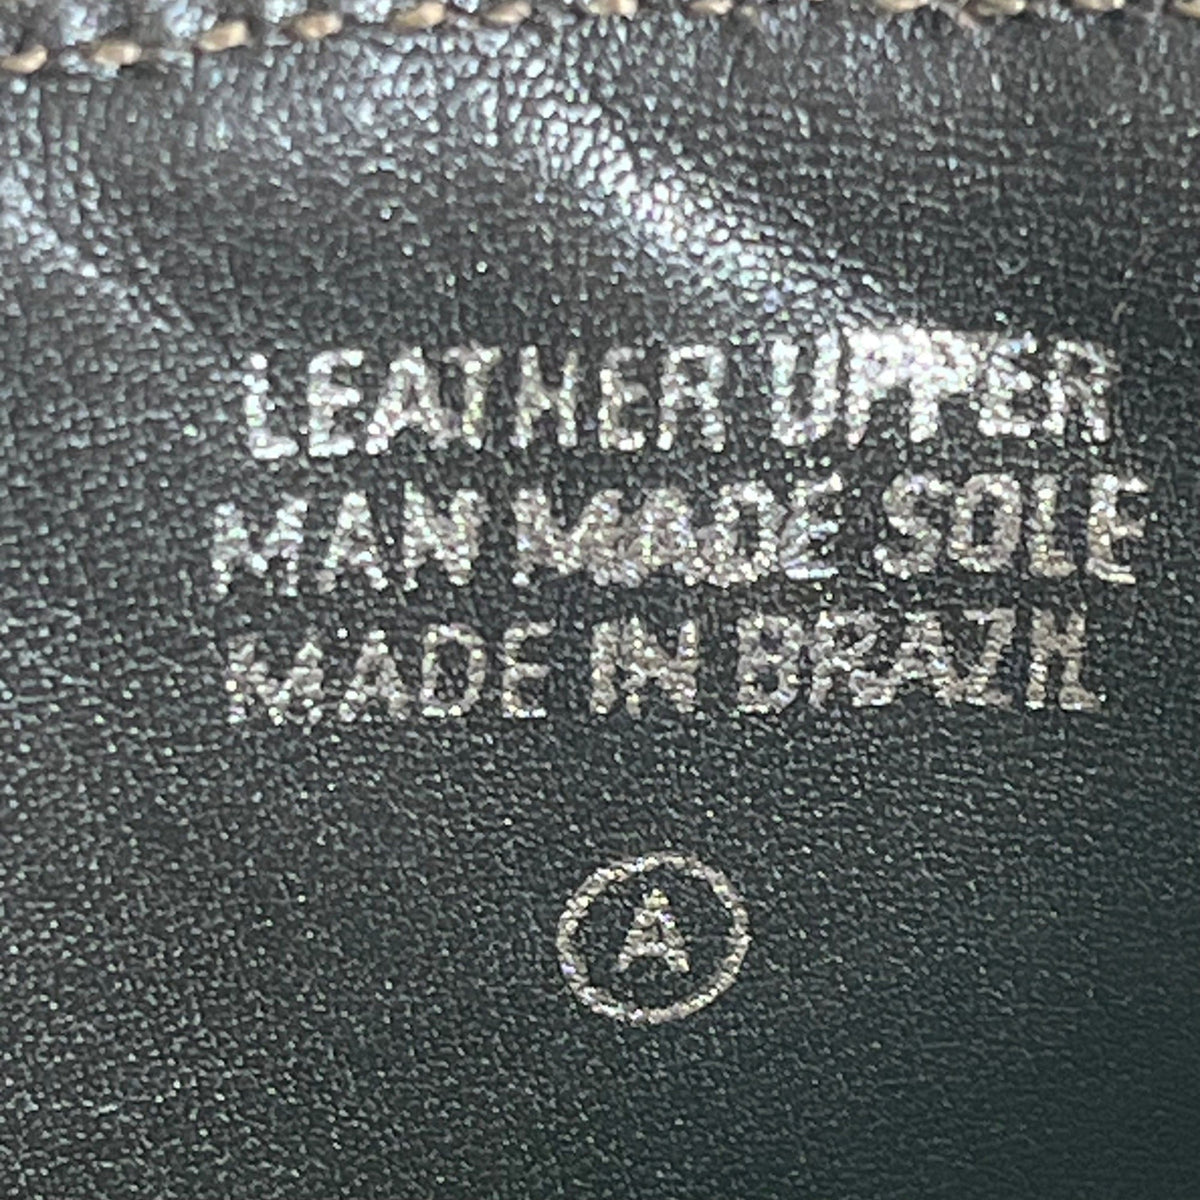 LEATHER UPPER
MAN MADE SOLE
MADE IN BRAZIL
A